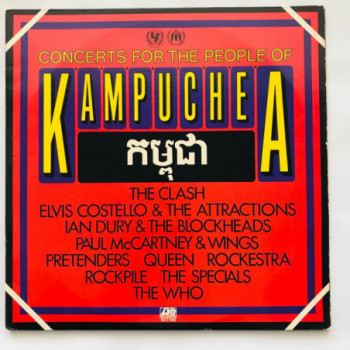 CONCERTS FOR THE PEOPLE OF
KAMPUCHEA
កម្ពុជា
THE CLASH
ELVIS COSTELLO & THE ATTRACTIONS
IAN DURY & THE BLOCKHEADS
PAUL McCARTNEY & WINGS
PRETENDERS QUEEN ROCKESTRA
ROCKPILE THE SPECIALS
THE WHO